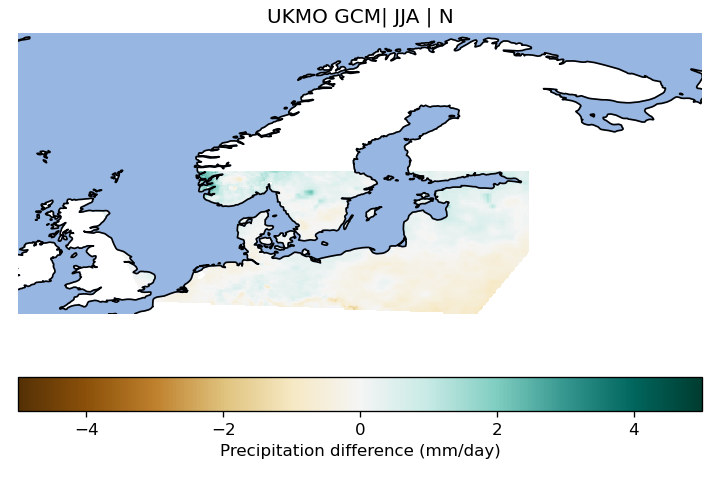 UKMO GCM| JJA | N
−4 −2 0 2 4
Precipitation difference (mm/day)